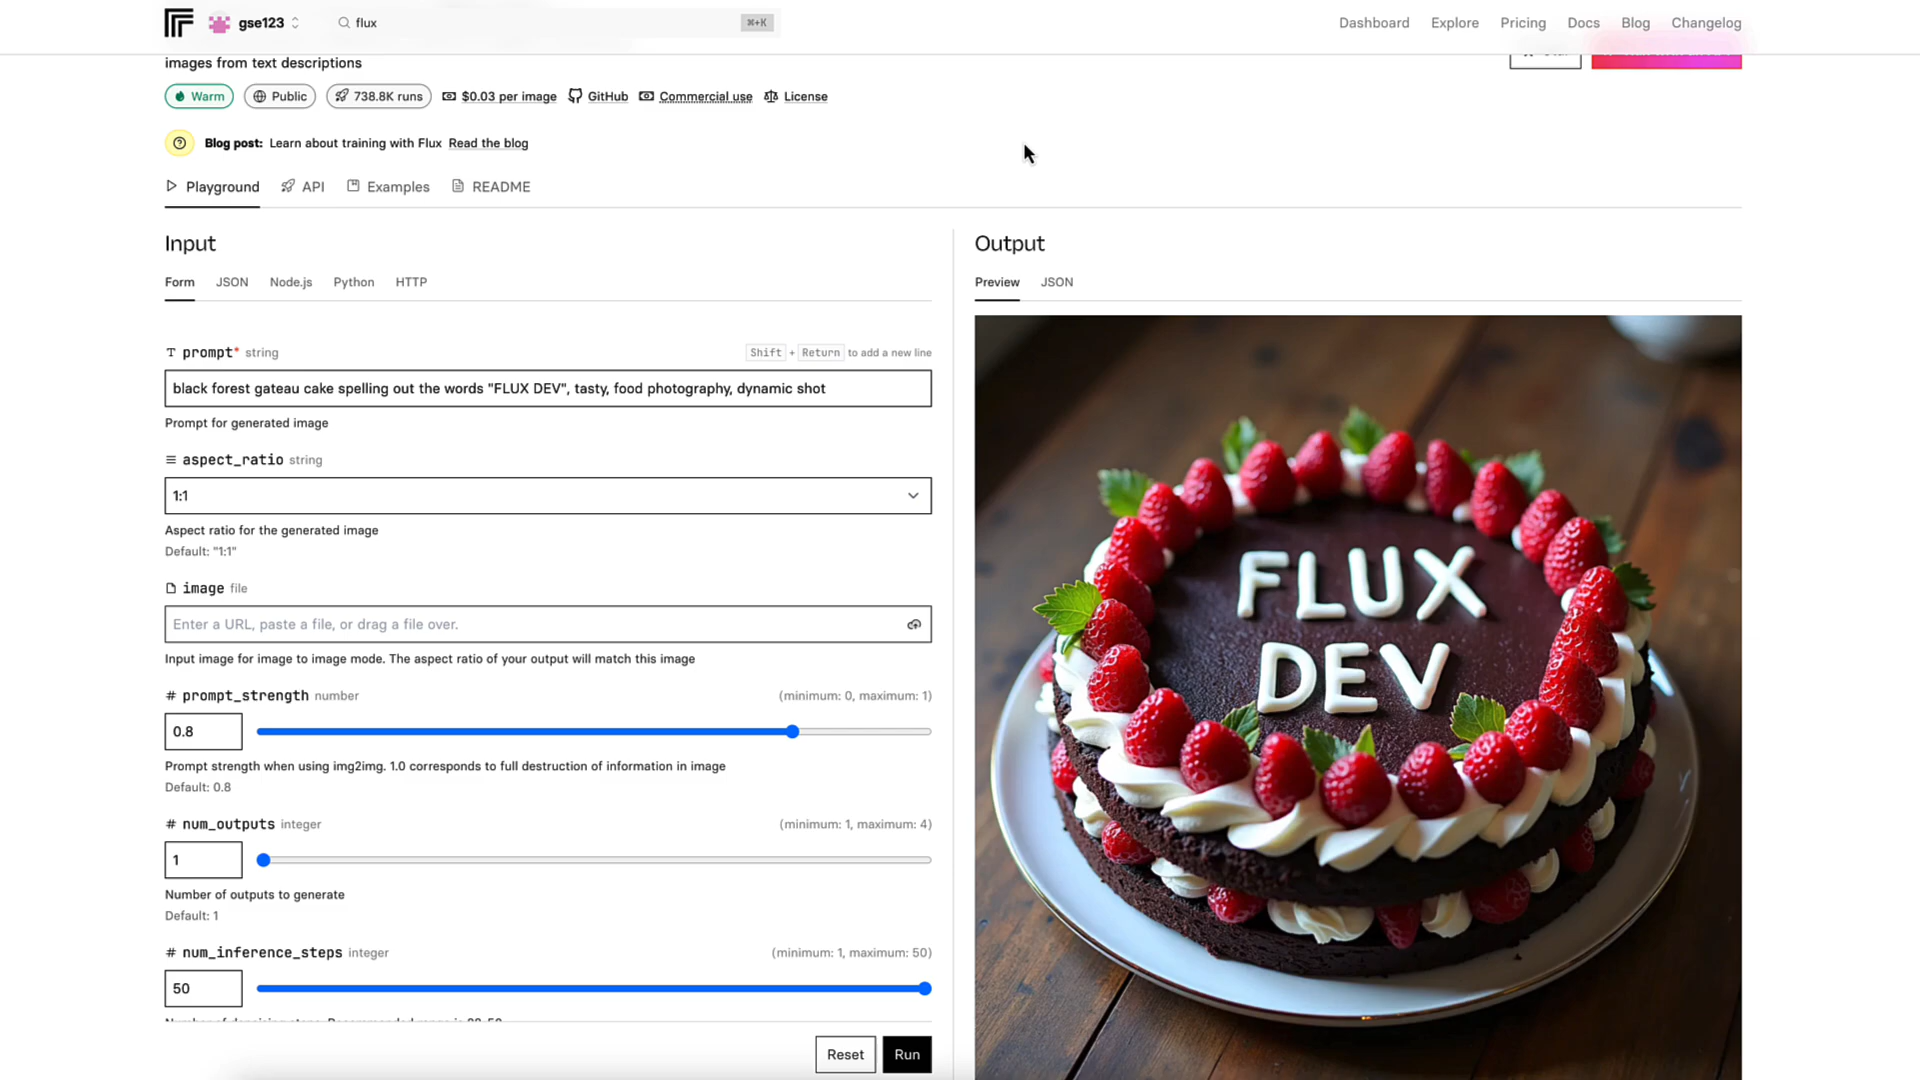 gse123
flux
⌘+K
Dashboard
Explore
Pricing
Docs
Blog
Changelog
images from text descriptions
Warm
Public
738.8K runs
$0.03 per image
GitHub
Commercial use
License
Blog post: Learn about training with Flux Read the blog
Playground
API
Examples
README
Input
Form
JSON
Node.js
Python
HTTP
prompt* string
Shift + Return to add a new line
black forest gateau cake spelling out the words "FLUX DEV", tasty, food photography, dynamic shot
Prompt for generated image
aspect_ratio string
1:1
Aspect ratio for the generated image
Default: "1:1"
image file
Enter a URL, paste a file, or drag a file over.
Input image for image to image mode. The aspect ratio of your output will match this image
# prompt_strength number
(minimum: 0, maximum: 1)
0.8
Prompt strength when using img2img. 1.0 corresponds to full destruction of information in image
Default: 0.8
# num_outputs integer
(minimum: 1, maximum: 4)
1
Number of outputs to generate
Default: 1
# num_inference_steps integer
(minimum: 1, maximum: 50)
50
Reset
Run
Output
Preview
JSON
FLUX
DEV